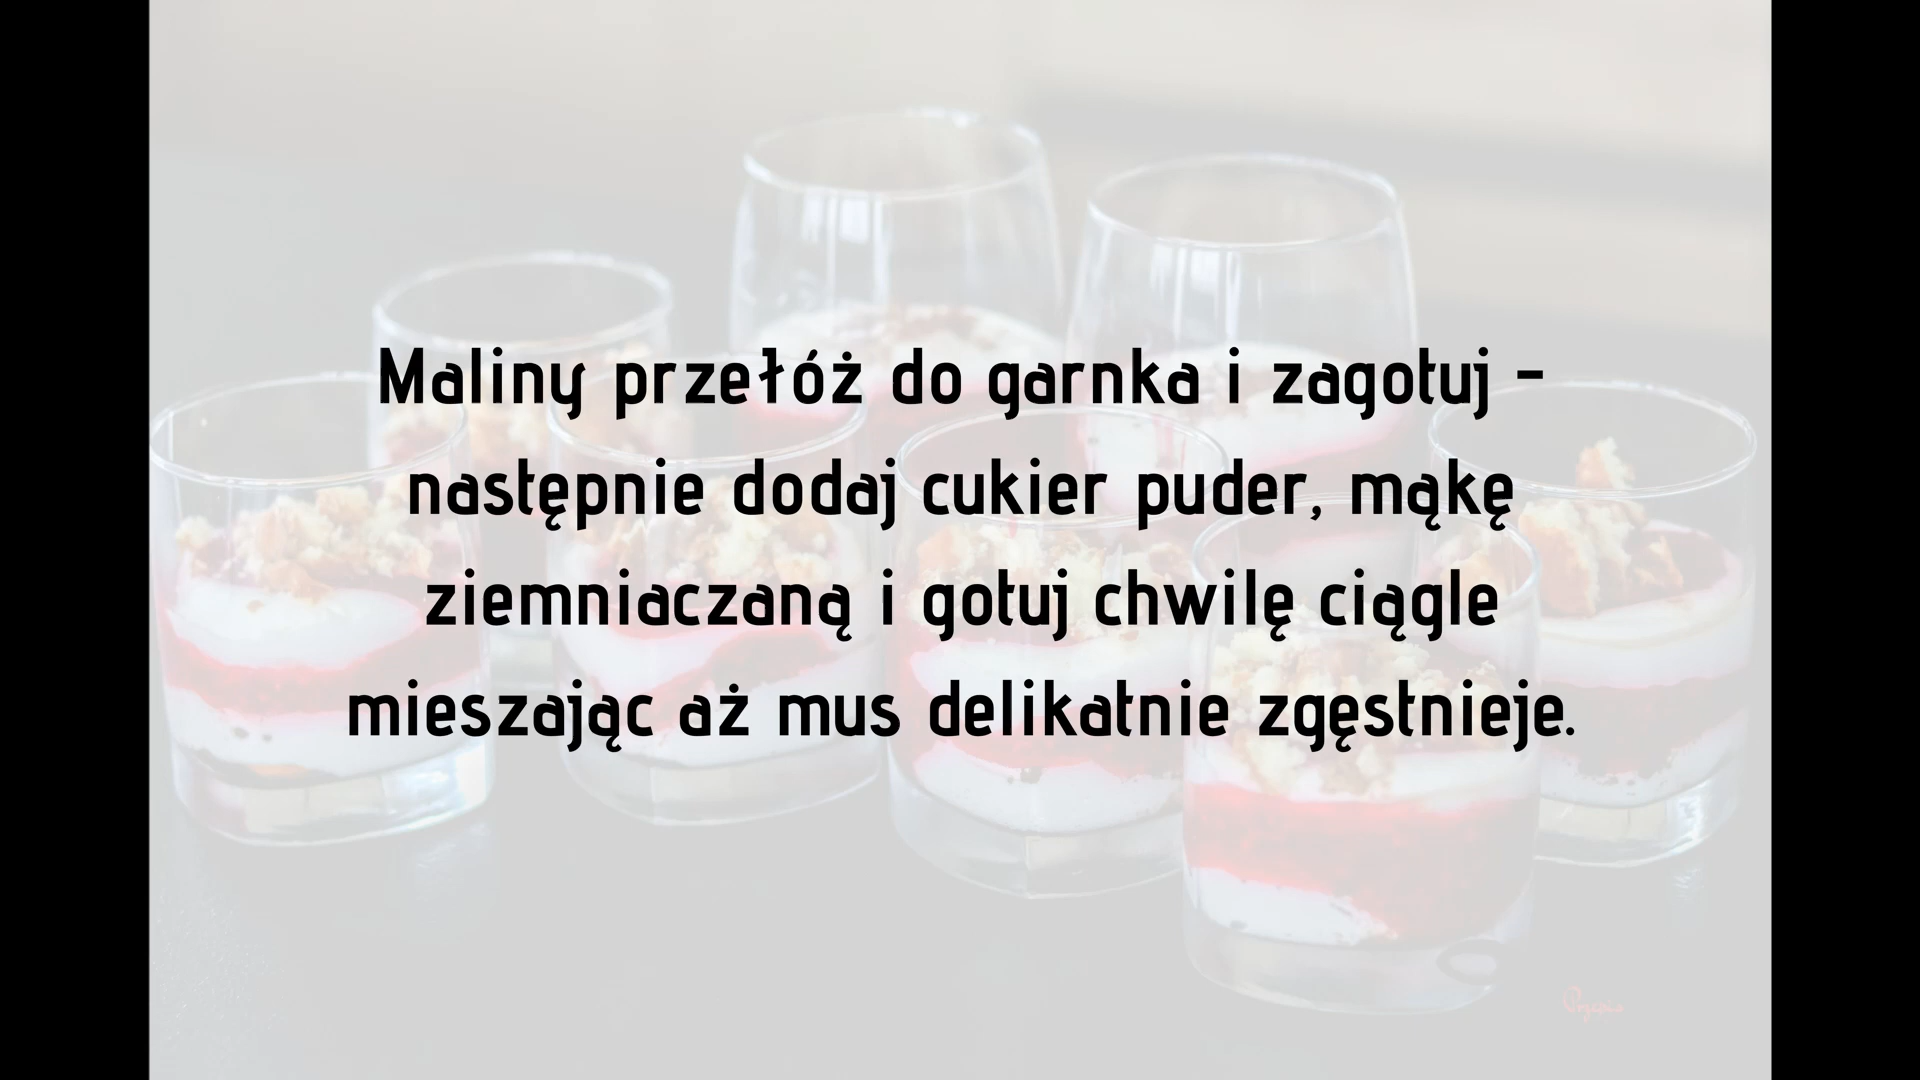 Maliny przełóż do garnka i zagotuj -
następnie dodaj cukier puder, mąkę
ziemniaczaną i gotuj chwilę ciągle
mieszając aż mus delikatnie zgęstnieje.